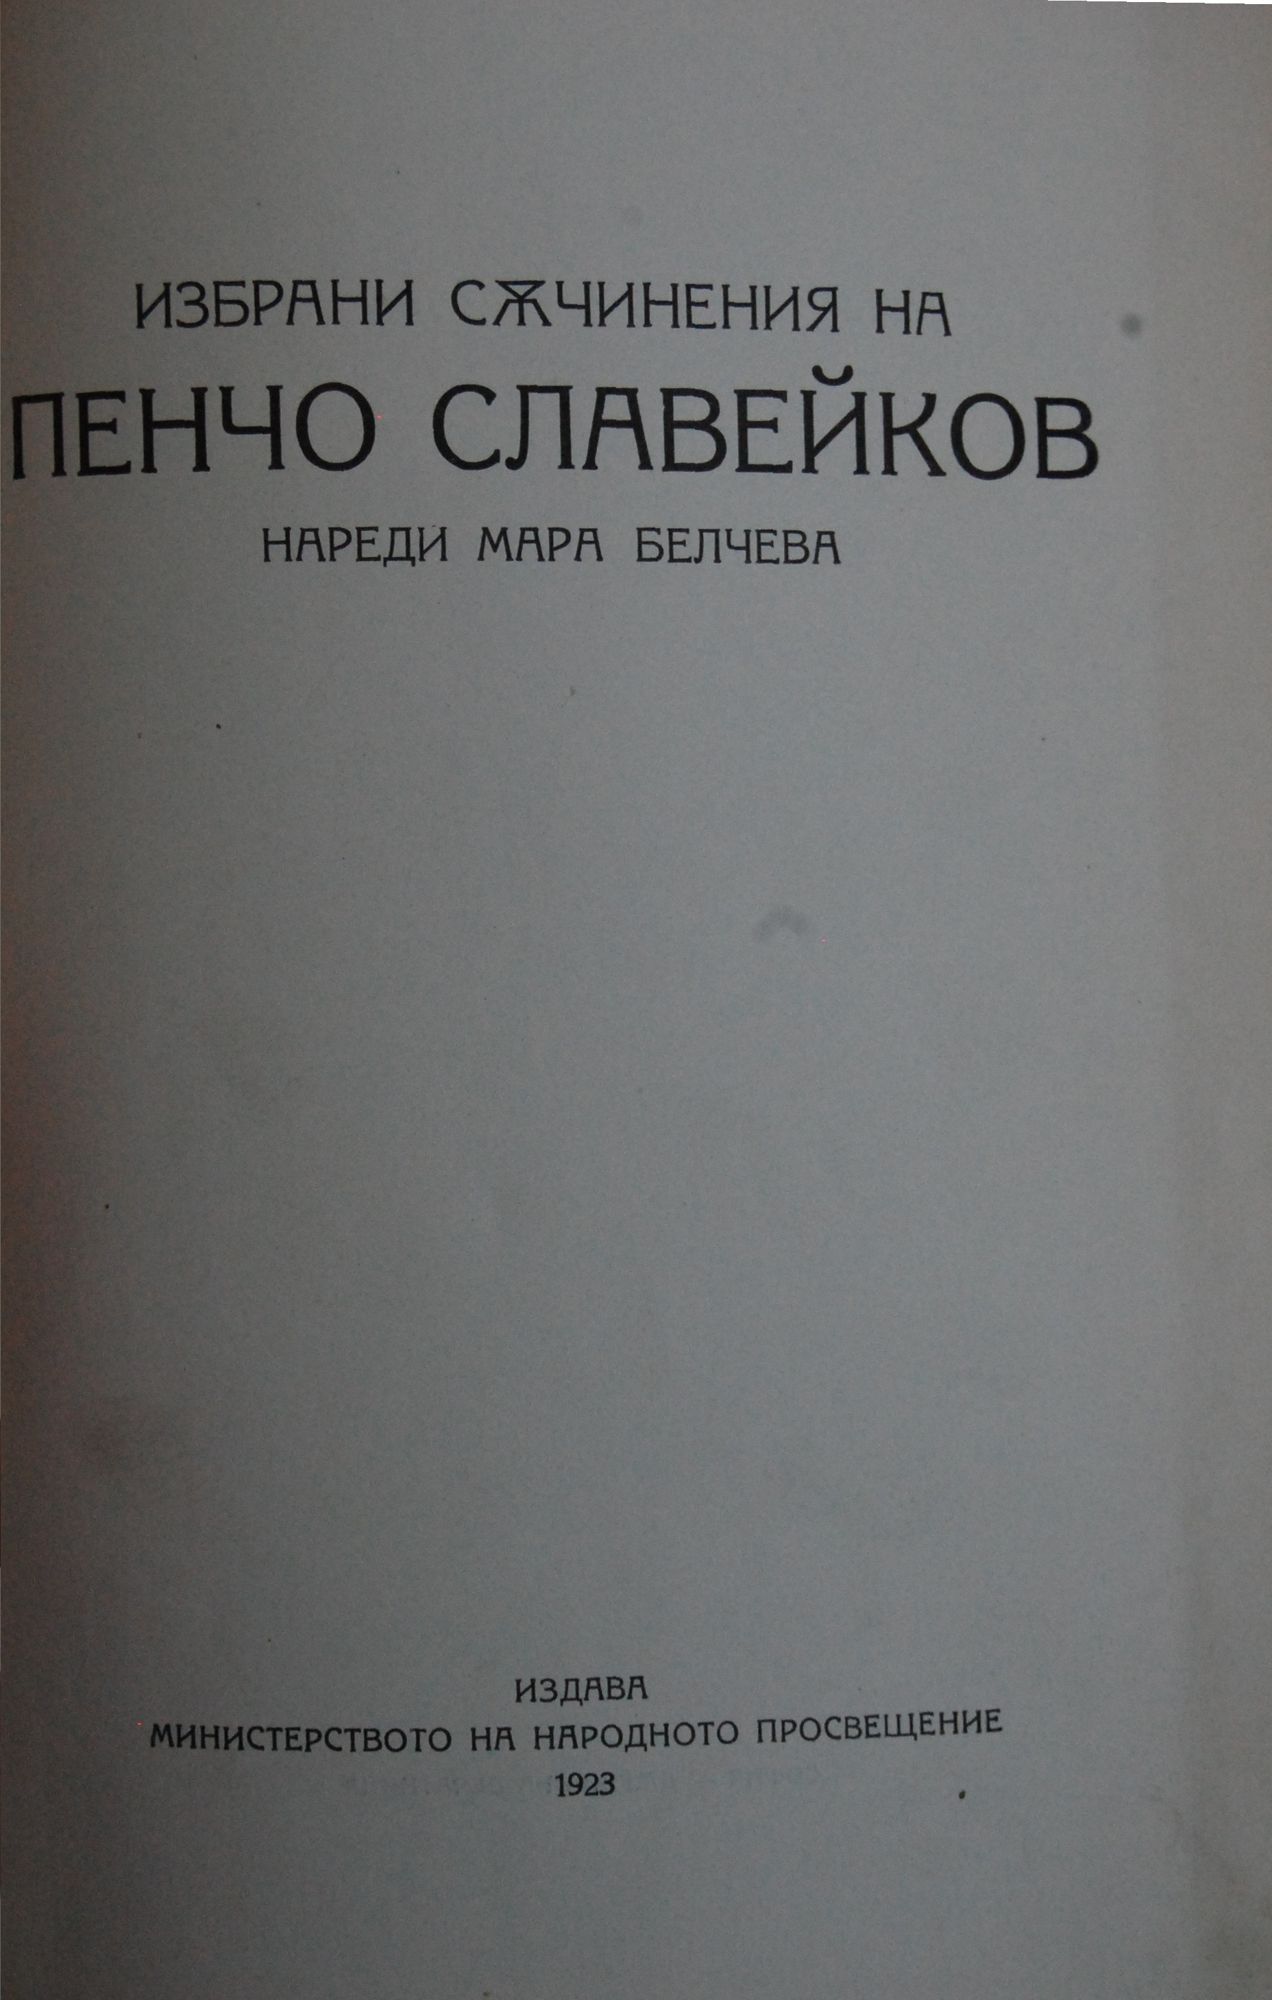 ИЗБРАНИ СѪЧИНЕНИЯ НА
ПЕНЧО СЛАВЕЙКОВ
НАРЕДИ МАРА БЕЛЧЕВА
ИЗДАВА
МИНИСТЕРСТВОТО НА НАРОДНОТО ПРОСВЕЩЕНИЕ
1923